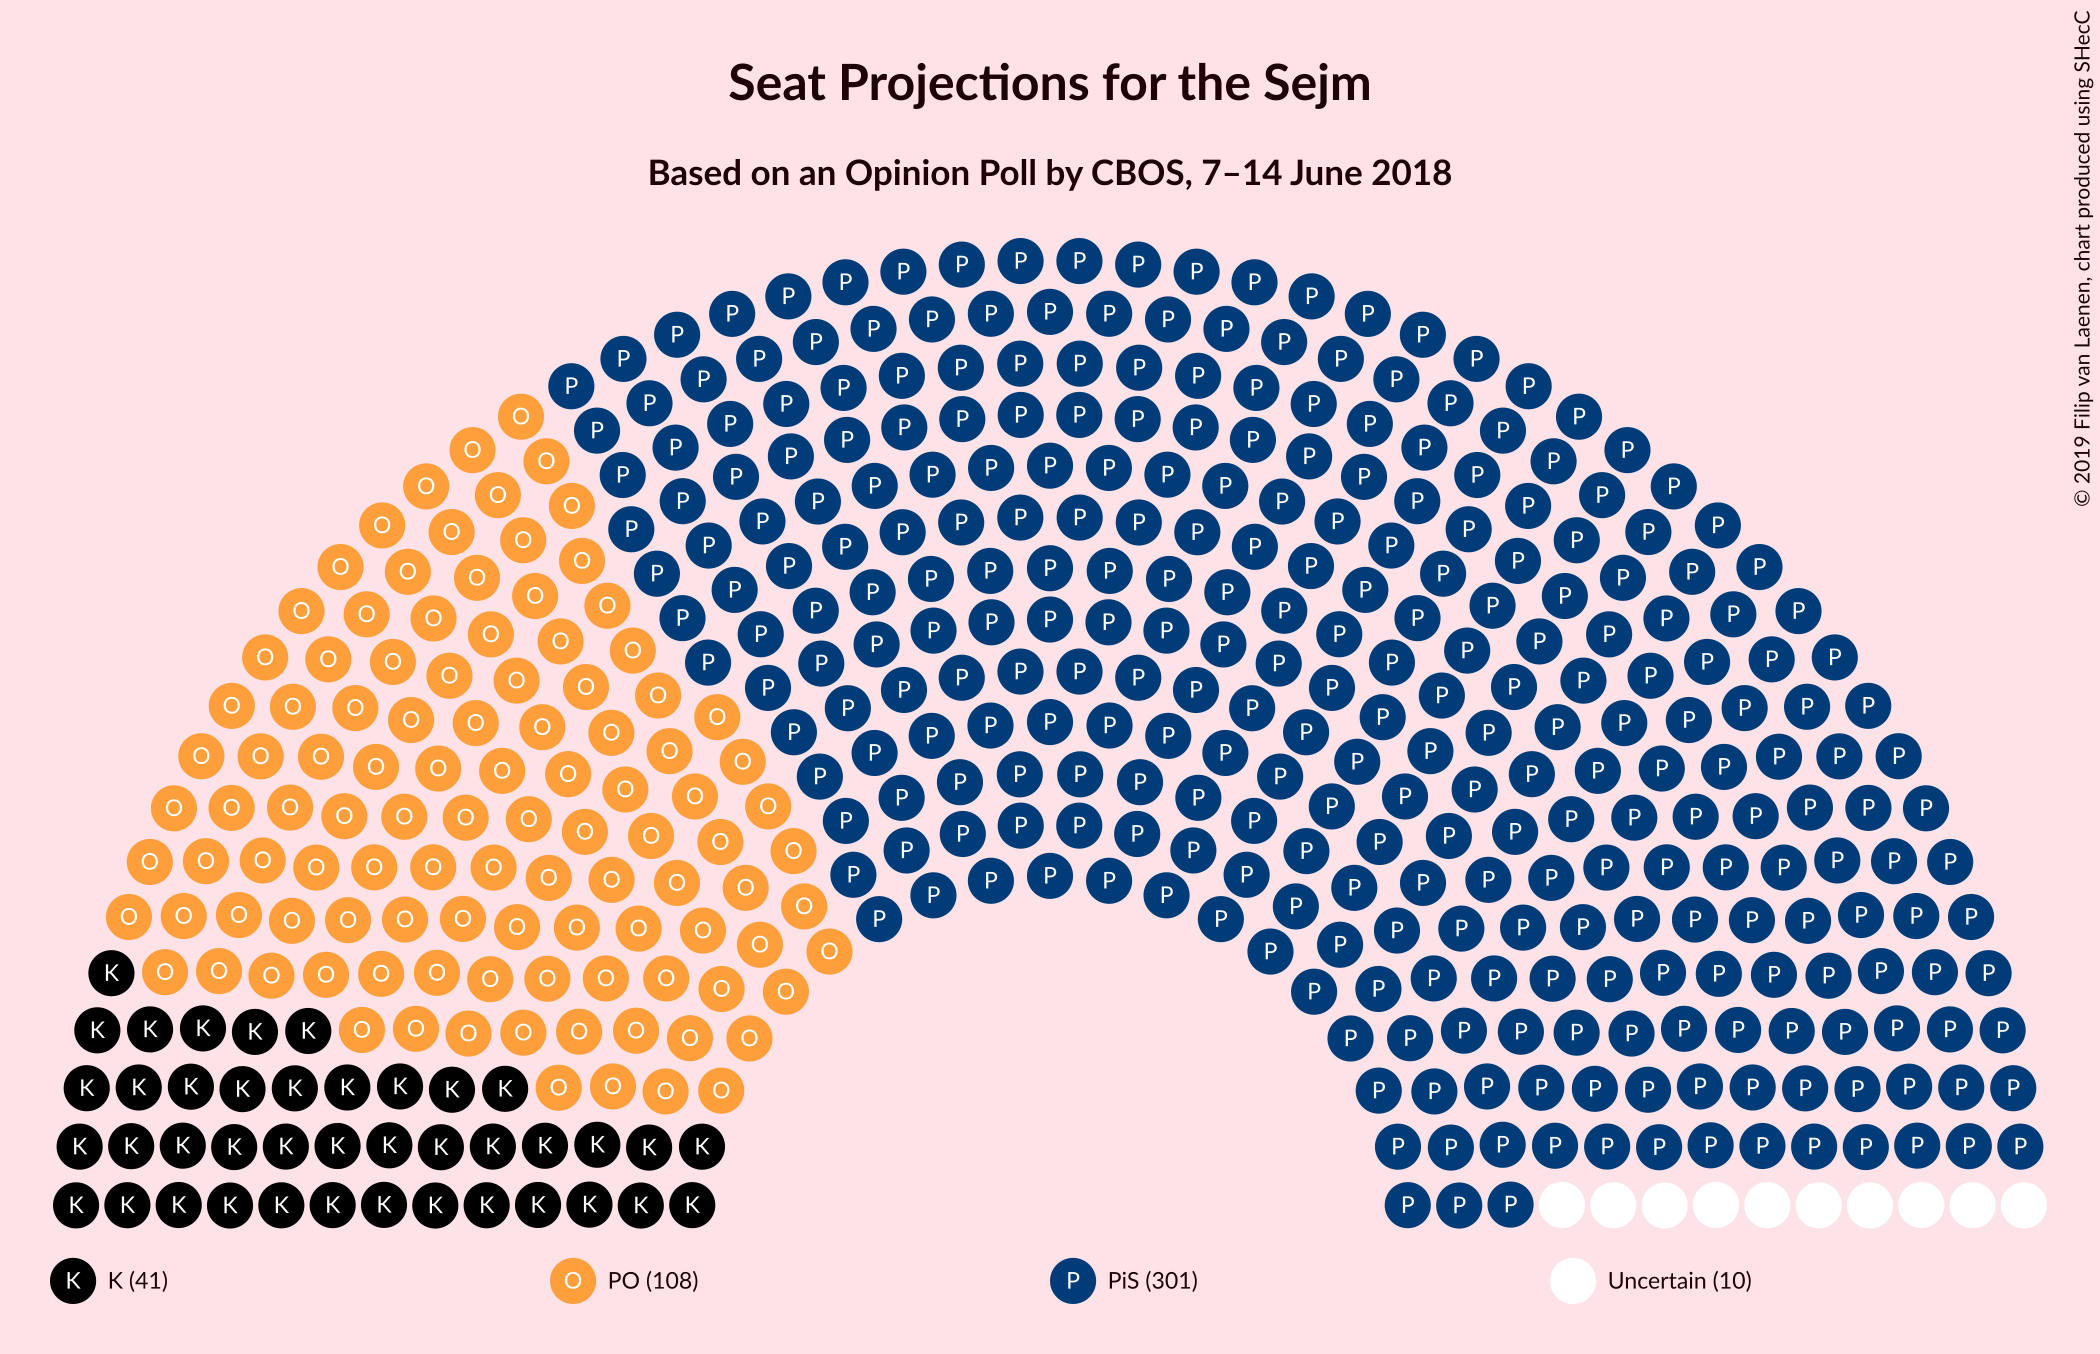 Seat Projections for the Sejm
Based on an Opinion Poll by CBOS, 7–14 June 2018
© 2019 Filip van Laenen, chart produced using SHecC
K K (41)
O PO (108)
P PiS (301)
Uncertain (10)